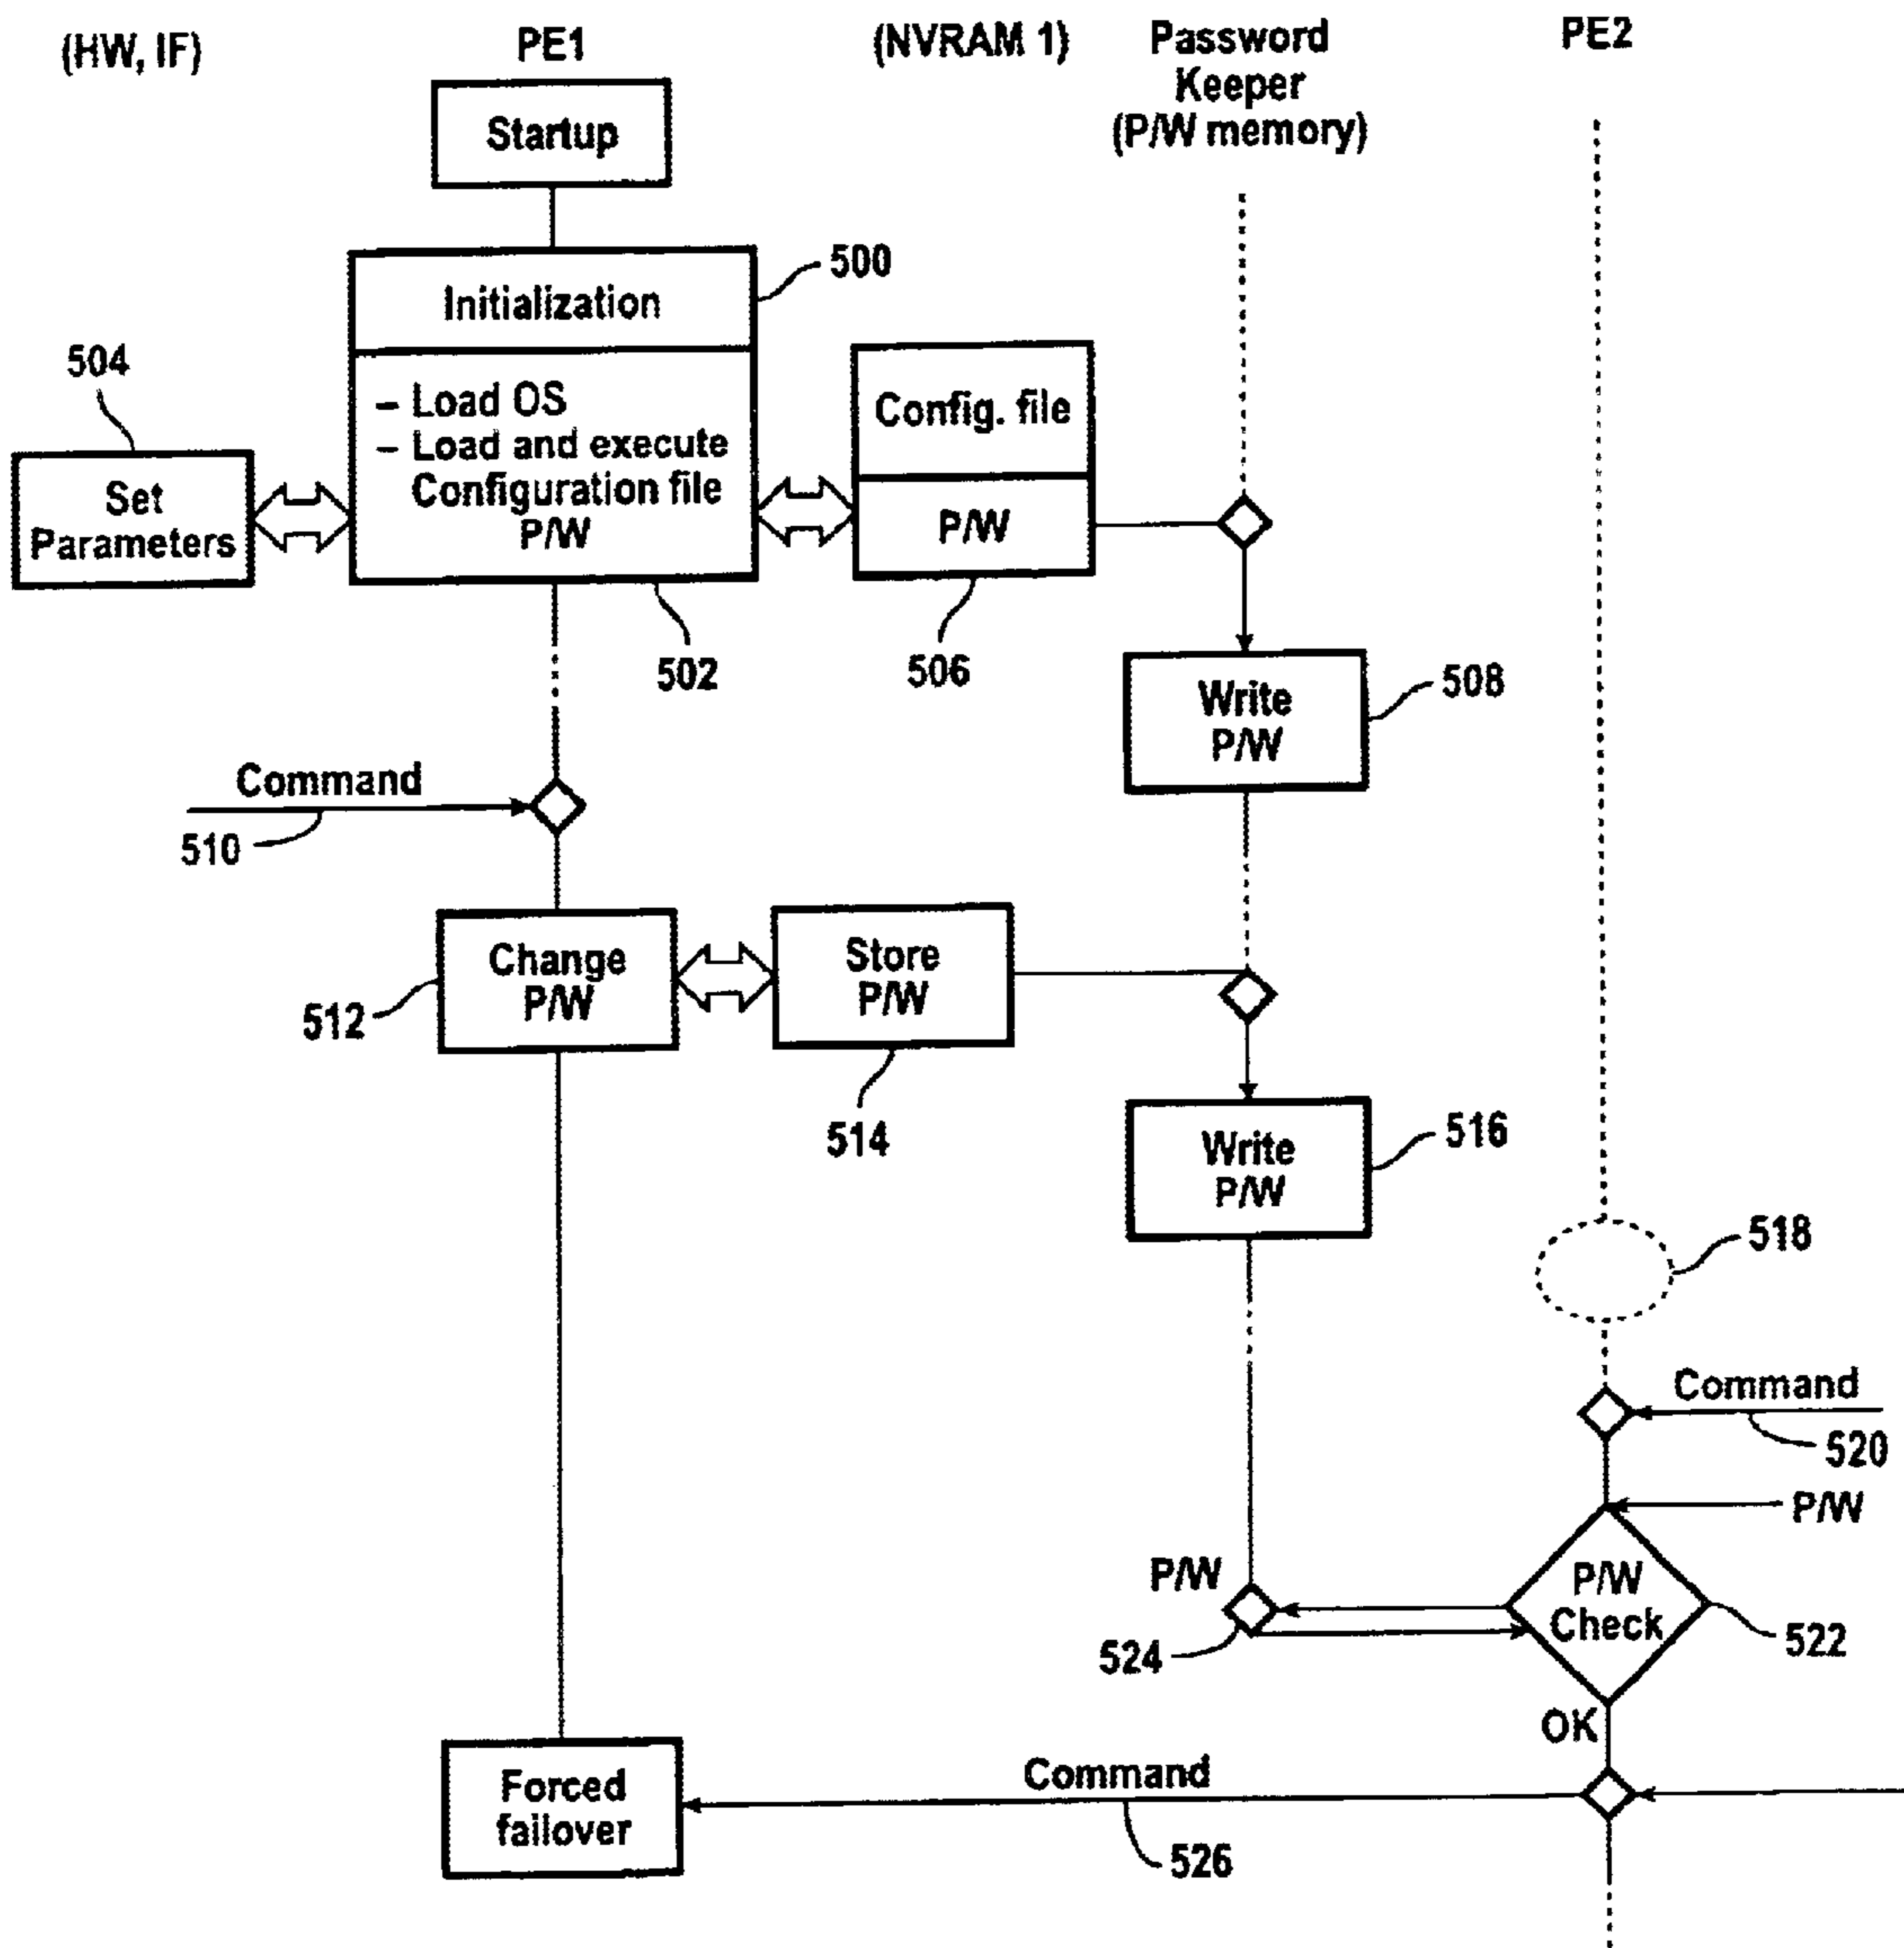 (HW, IF)
PE1
(NVRAM 1)
Password
Keeper
(P/W memory)
PE2
Startup
500
Initialization
504
– Load OS
– Load and execute
Configuration file
P/W
Set
Parameters
Config. file
P/W
502
506
Write
P/W
508
Command
510
Change
P/W
512
Store
P/W
514
Write
P/W
516
518
Command
520
P/W
P/W
P/W
Check
522
524
OK
Forced
failover
Command
526